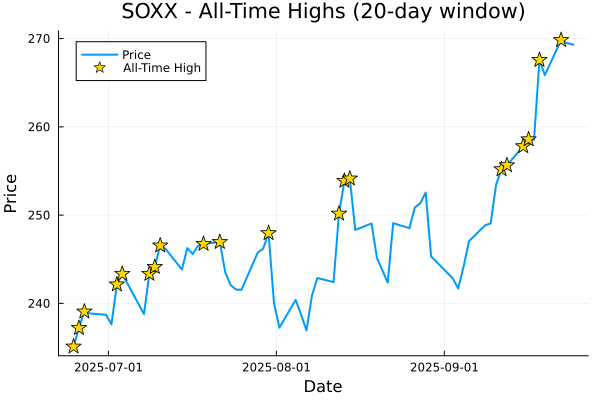 SOXX - All-Time Highs (20-day window)
270
Price
All-Time High
260
Price
250
240
2025-07-01 2025-08-01 2025-09-01
Date